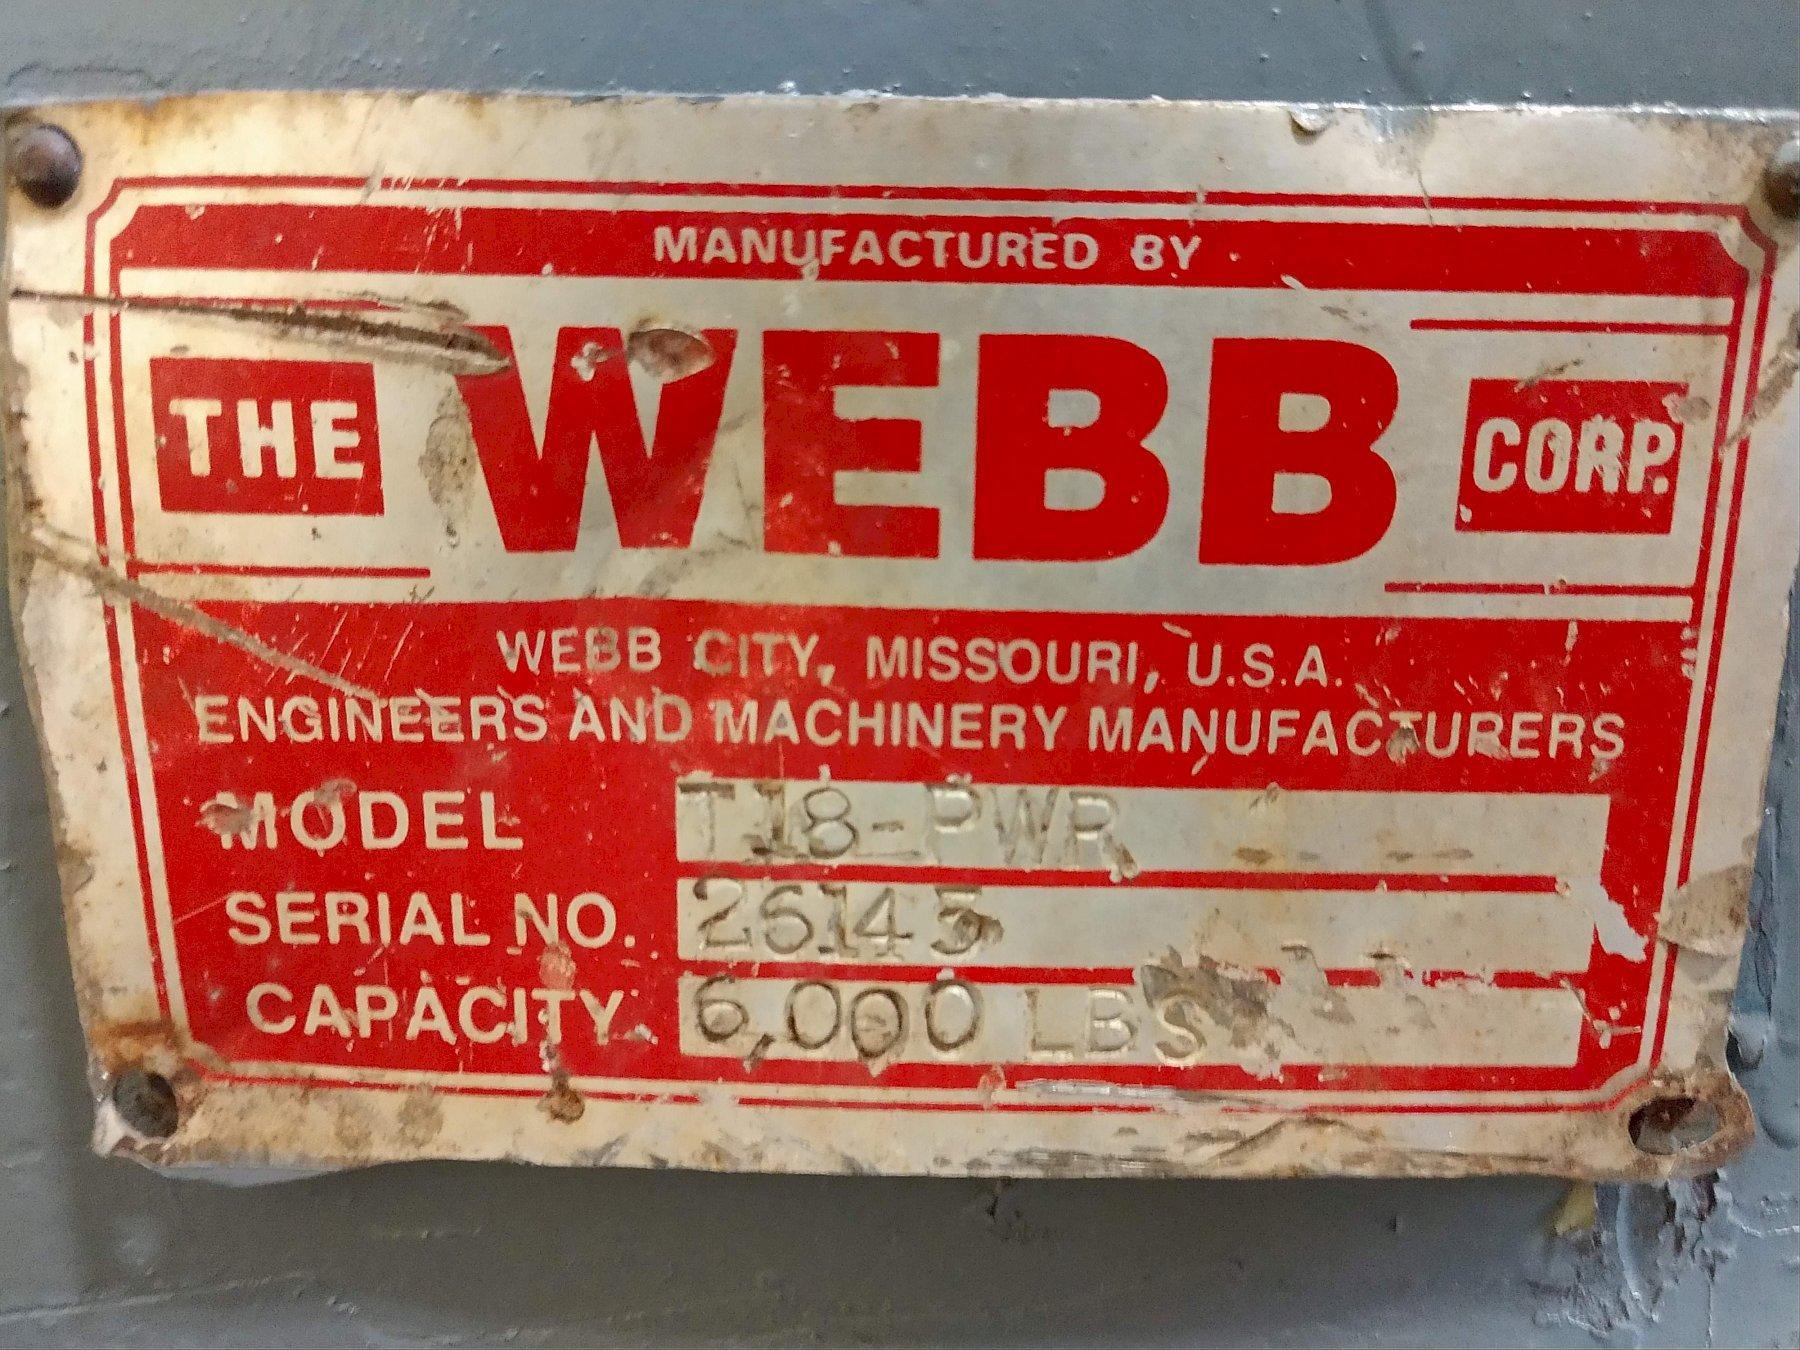 MANUFACTURED BY
THE WEBB CORP.
WEBB CITY, MISSOURI, U.S.A.
ENGINEERS AND MACHINERY MANUFACTURERS
MODEL T18-PWR
SERIAL NO. 26145
CAPACITY 6,000 LBS